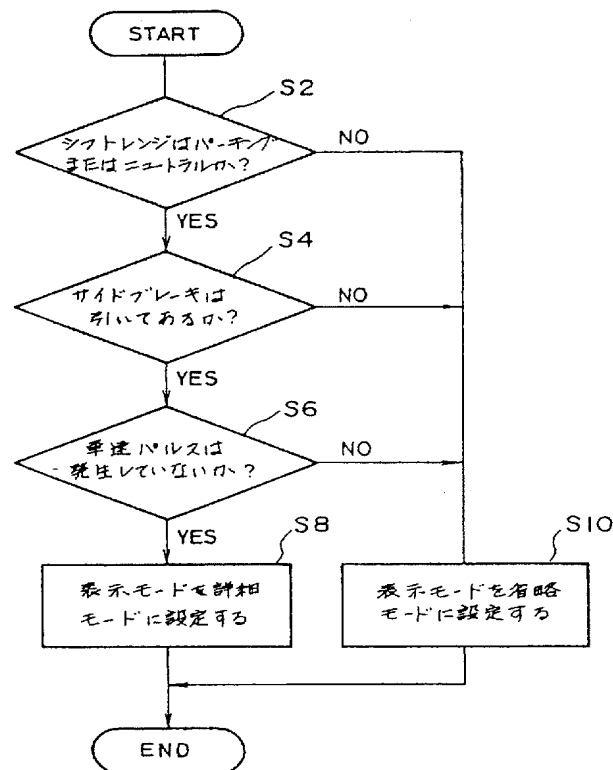 START
S2
シフトレンジはパーキング
またはニュートラルか?
NO
YES
S4
サイドブレーキは
引いてあるか?
NO
YES
S6
車速パルスは
発生していないか?
NO
YES
S8
表示モードを詳細
モードに設定する
S10
表示モードを省略
モードに設定する
END